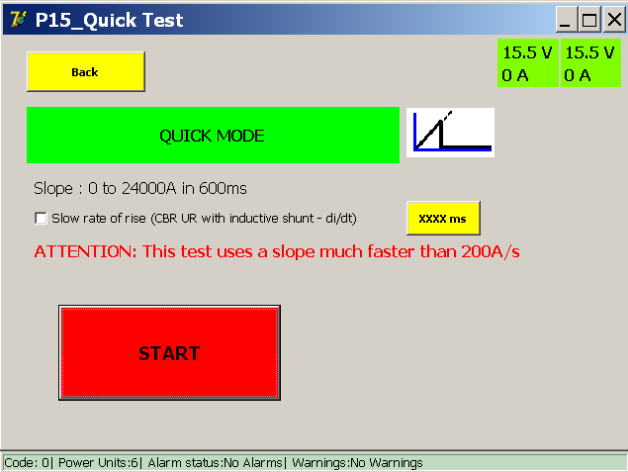 P15_Quick Test
15.5 V 15.5 V
0 A 0 A
Back
QUICK MODE
Slope : 0 to 24000A in 600ms
Slow rate of rise (CBR UR with inductive shunt - di/dt)
XXXX ms
ATTENTION: This test uses a slope much faster than 200A/s
START
Code: 0| Power Units:6| Alarm status:No Alarms| Warnings:No Warnings